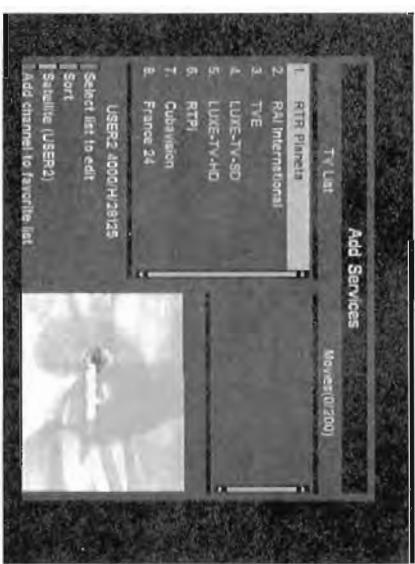 Add Services
TV List
Movies(0/200)
1. RTR Planeta
2. RAI International
3. TVE
4. LUXE-TV-SD
5. LUXE-TV-HD
6. RTPi
7. Cubavision
8. France 24
USER2 4000/H/28125
Select list to edit
Sort
Satellite (USER2)
Add channel to favorite list